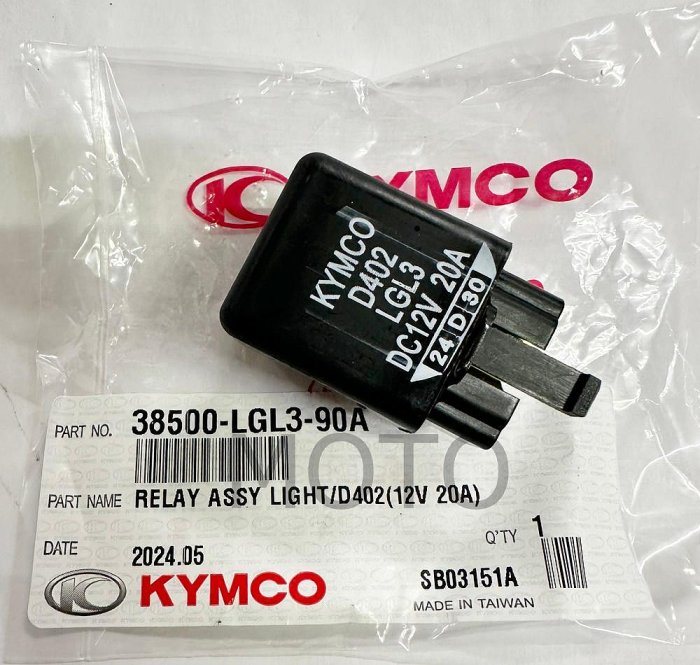 KYMCO
KYMCO
D402
LGL3
DC12V 20A
24 D 30
PART NO. 38500-LGL3-90A
MOTO
PART NAME RELAY ASSY LIGHT/D402(12V 20A)
Q'TY 1
DATE 2024.05
SB03151A
KYMCO
MADE IN TAIWAN